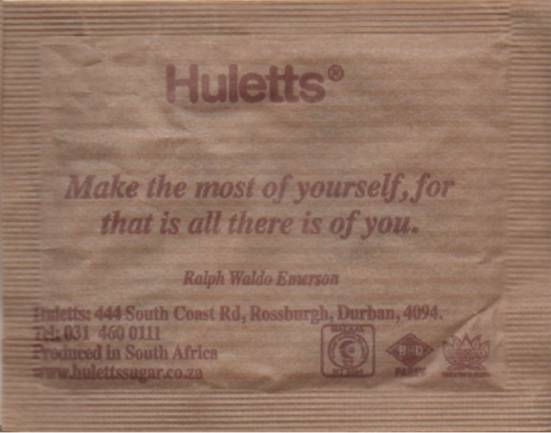 Huletts®
Make the most of yourself, for
that is all there is of you.
Ralph Waldo Emerson
Huletts: 444 South Coast Rd, Rossburgh, Durban, 4094.
Tel: 031 460 0111
Produced in South Africa
www.hulettssugar.co.za